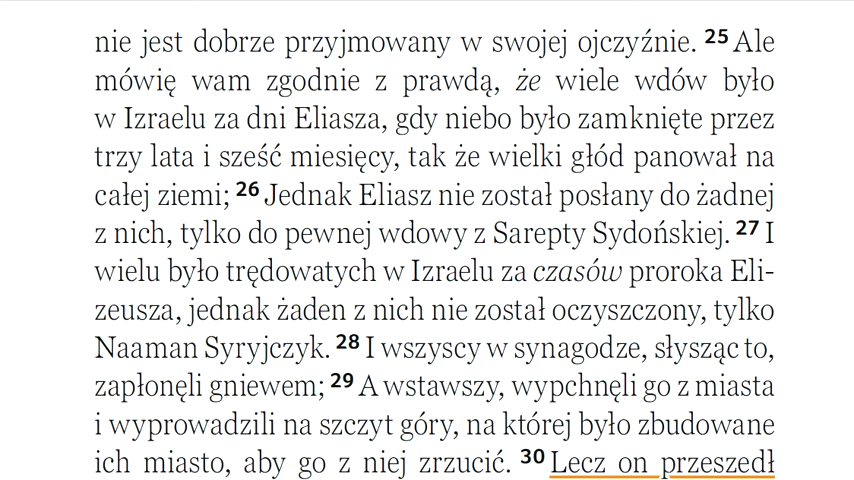 nie jest dobrze przyjmowany w swojej ojczyźnie. 25 Ale
mówię wam zgodnie z prawdą, że wiele wdów było
w Izraelu za dni Eliasza, gdy niebo było zamknięte przez
trzy lata i sześć miesięcy, tak że wielki głód panował na
całej ziemi; 26 Jednak Eliasz nie został posłany do żadnej
z nich, tylko do pewnej wdowy z Sarepty Sydońskiej. 27 I
wielu było trędowatych w Izraelu za czasów proroka Eli-
zeusza, jednak żaden z nich nie został oczyszczony, tylko
Naaman Syryjczyk. 28 I wszyscy w synagodze, słysząc to,
zapłonęli gniewem; 29 A wstawszy, wypchnęli go z miasta
i wyprowadzili na szczyt góry, na której było zbudowane
ich miasto, aby go z niej zrzucić. 30 Lecz on przeszedł